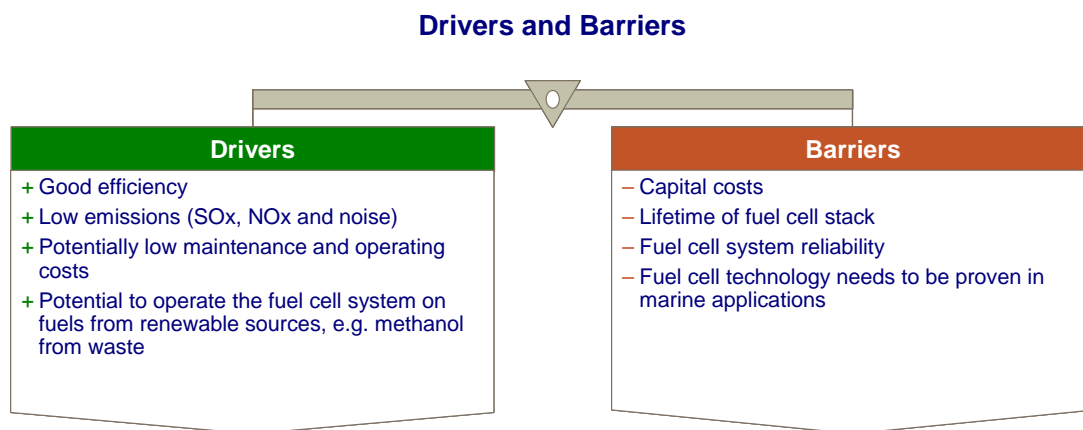 Drivers and Barriers
Drivers
+ Good efficiency
+ Low emissions (SOx, NOx and noise)
+ Potentially low maintenance and operating
costs
+ Potential to operate the fuel cell system on
fuels from renewable sources, e.g. methanol
from waste
Barriers
– Capital costs
– Lifetime of fuel cell stack
– Fuel cell system reliability
– Fuel cell technology needs to be proven in
marine applications